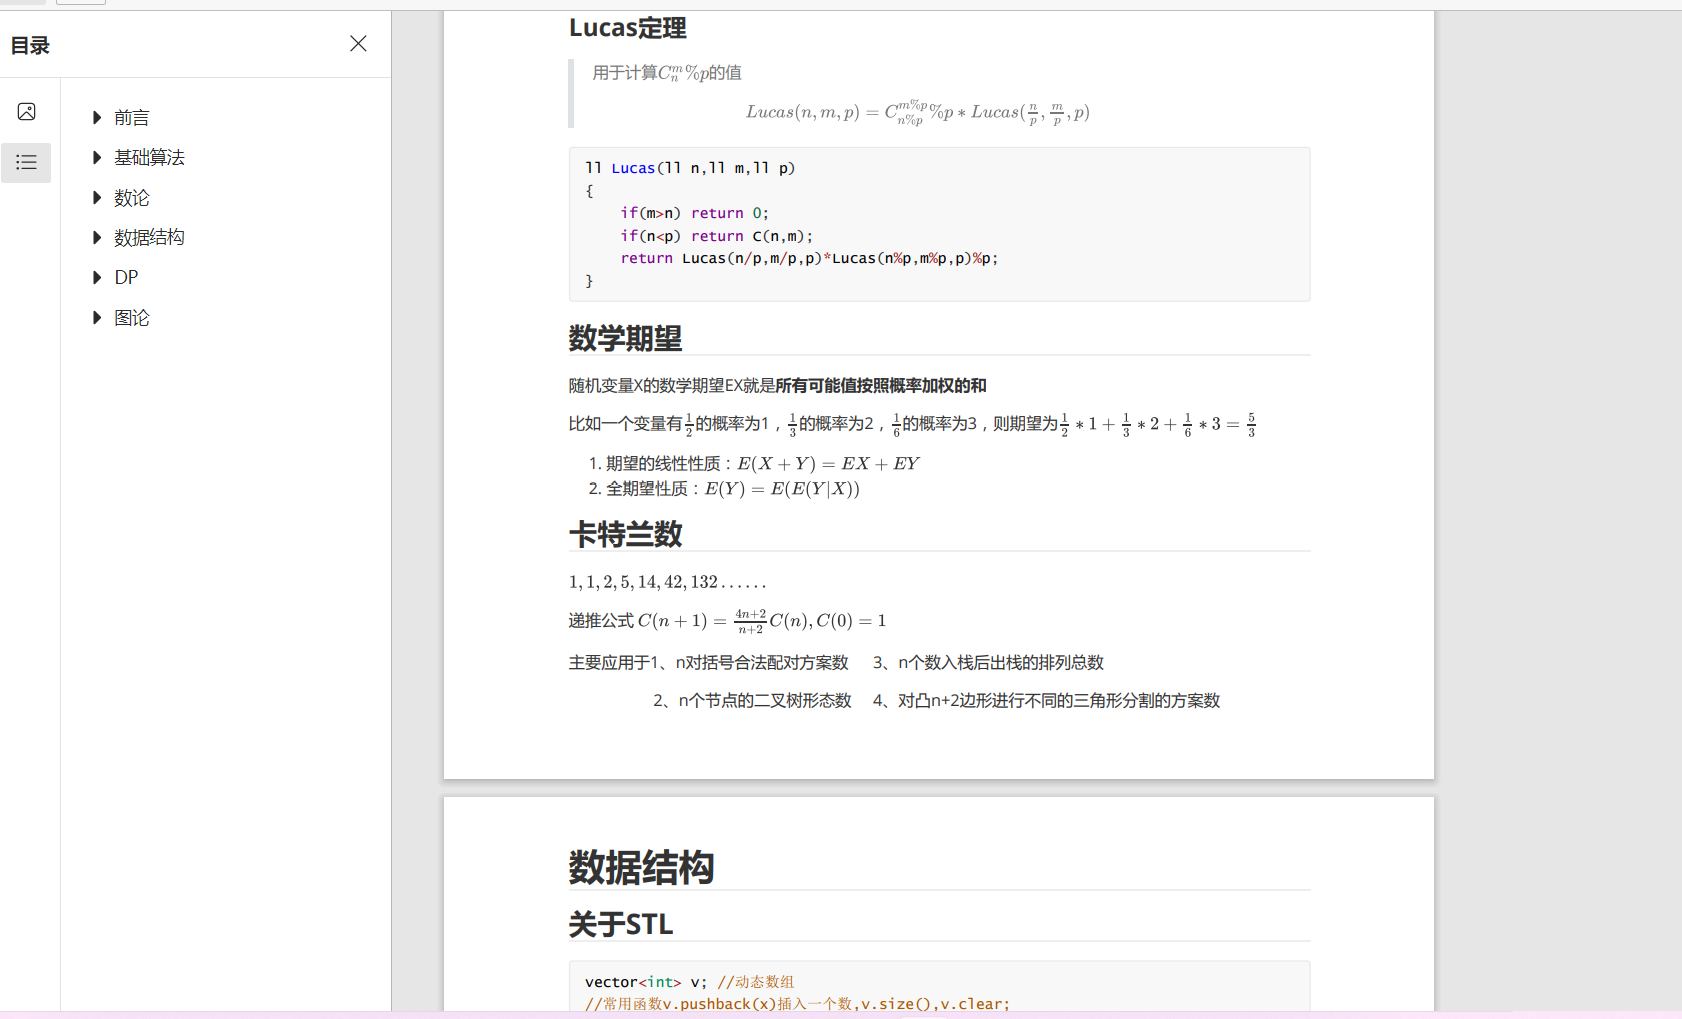 目录
前言
基础算法
数论
数据结构
DP
图论
Lucas定理
用于计算$C_n^m\%p$的值
$Lucas(n,m,p)=C_{n\%p}^{m\%p}\%p*Lucas(\frac{n}{p},\frac{m}{p},p)$
ll Lucas(ll n,ll m,ll p)
{
    if(m>n) return 0;
    if(n<p) return C(n,m);
    return Lucas(n/p,m/p,p)*Lucas(n%p,m%p,p)%p;
}
数学期望
随机变量X的数学期望EX就是所有可能值按照概率加权的和
比如一个变量有$\frac{1}{2}$的概率为1，$\frac{1}{3}$的概率为2，$\frac{1}{6}$的概率为3，则期望为$\frac{1}{2}*1+\frac{1}{3}*2+\frac{1}{6}*3=\frac{5}{3}$
1. 期望的线性性质：$E(X+Y)=EX+EY$
2. 全期望性质：$E(Y)=E(E(Y|X))$
卡特兰数
1,1,2,5,14,42,132......
递推公式 $C(n+1)=\frac{4n+2}{n+2}C(n),C(0)=1$
主要应用于1、n对括号合法配对方案数 3、n个数入栈后出栈的排列总数
2、n个节点的二叉树形态数 4、对凸n+2边形进行不同的三角形分割的方案数
数据结构
关于STL
vector<int> v; //动态数组
//常用函数v.pushback(x)插入一个数,v.size(),v.clear;